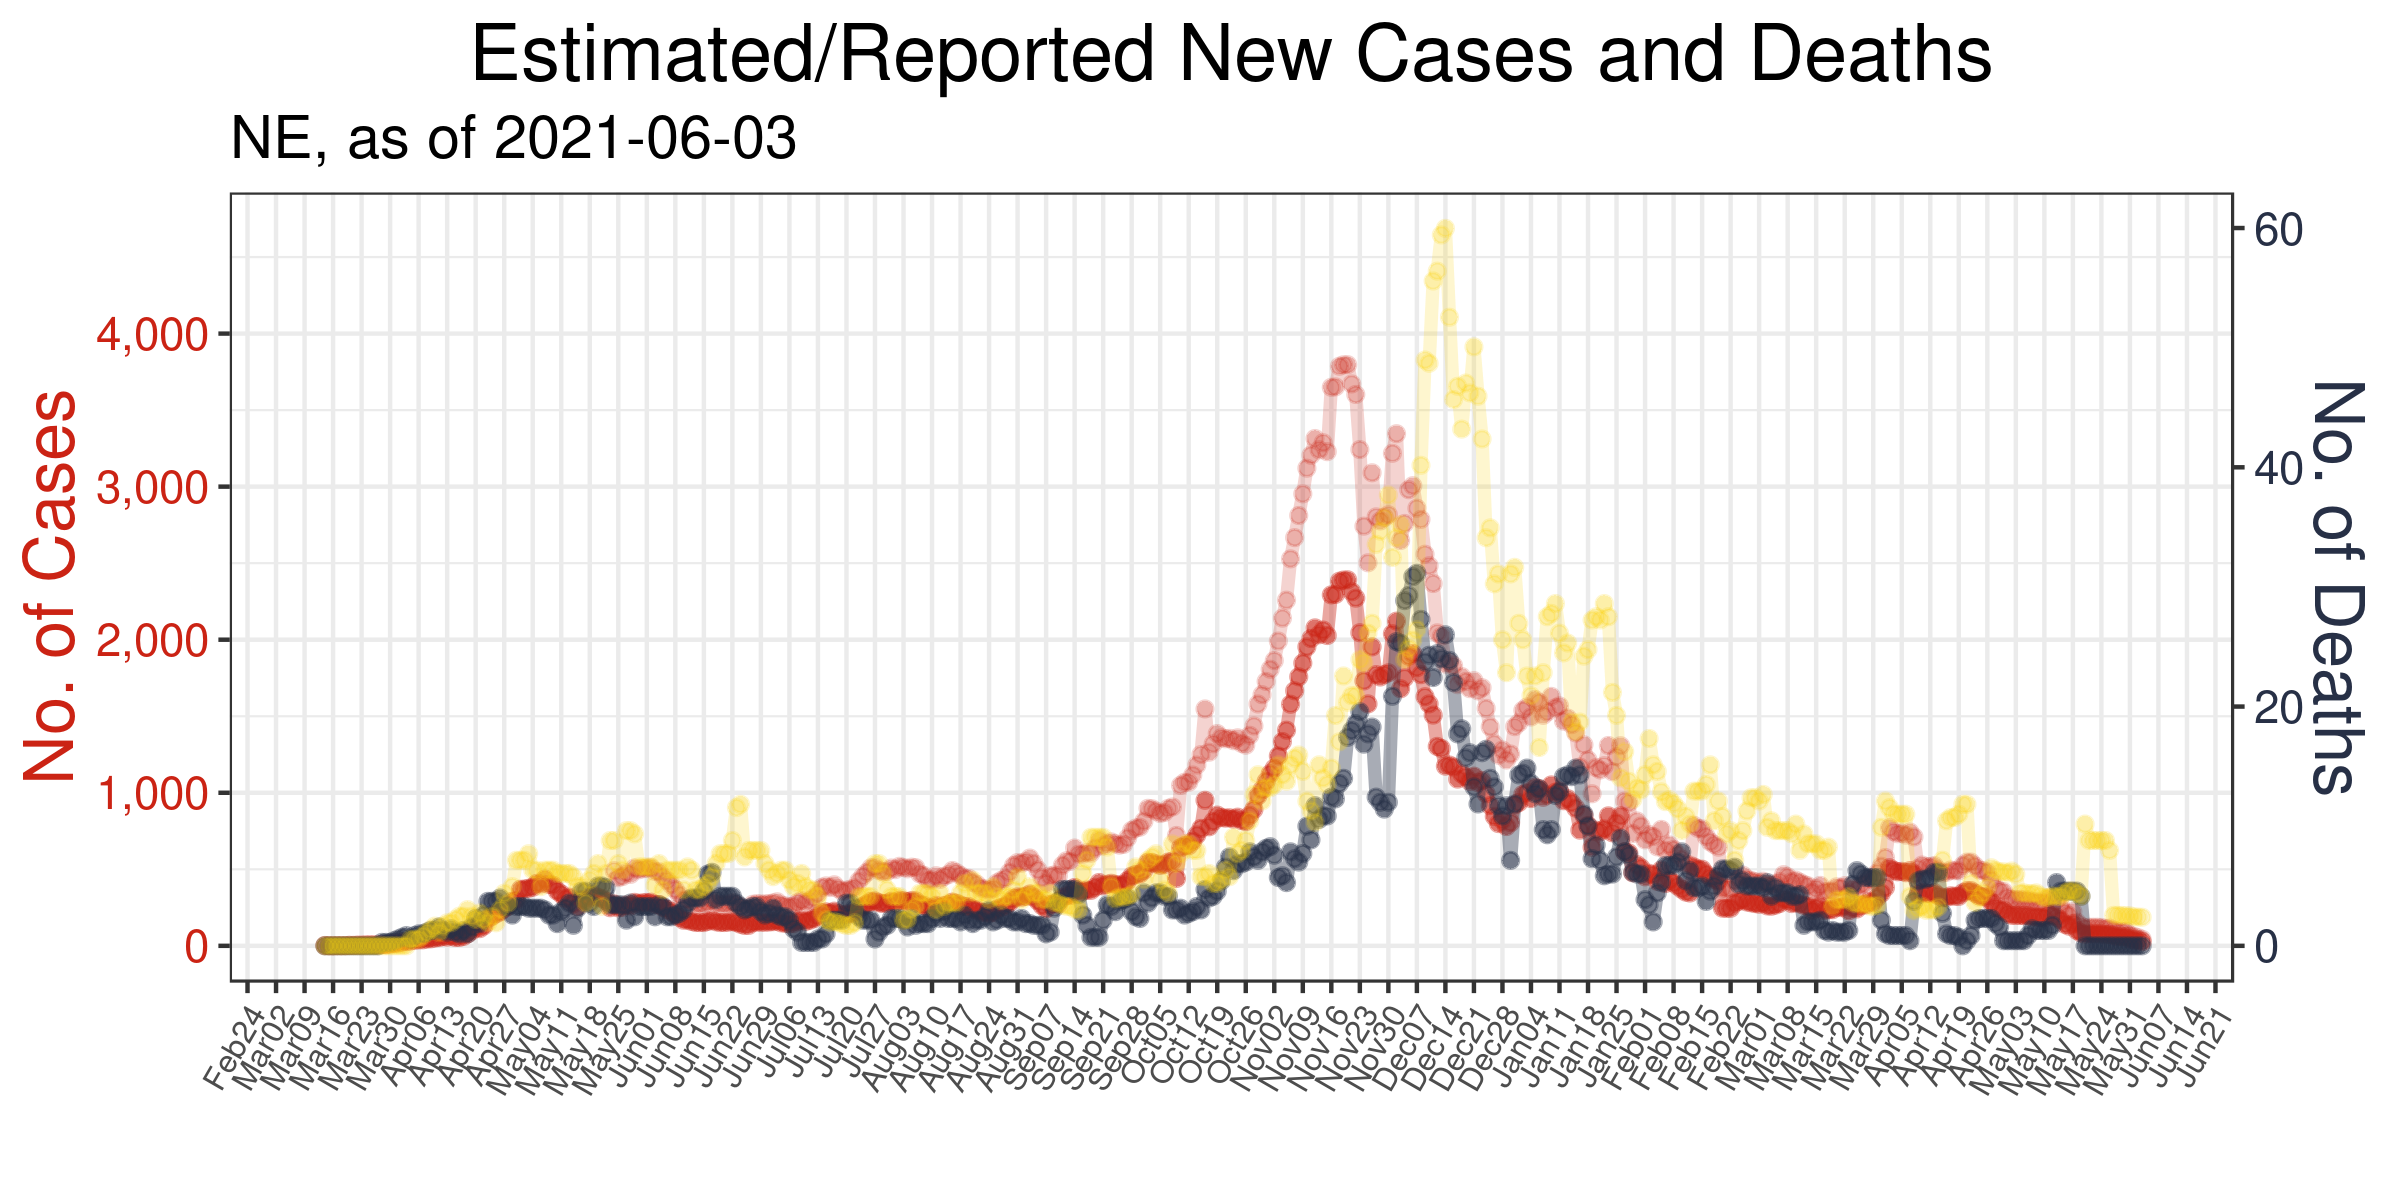 Estimated/Reported New Cases and Deaths
NE, as of 2021-06-03
No. of Cases
4,000
3,000
2,000
1,000
0
60
40
20
0
No. of Deaths
Feb24
Mar02
Mar09
Mar16
Mar23
Mar30
Apr06
Apr13
Apr20
Apr27
May04
May11
May18
May25
Jun01
Jun08
Jun15
Jun22
Jun29
Jul06
Jul13
Jul20
Jul27
Aug03
Aug10
Aug17
Aug24
Aug31
Sep07
Sep14
Sep21
Sep28
Oct05
Oct12
Oct19
Oct26
Nov02
Nov09
Nov16
Nov23
Nov30
Dec07
Dec14
Dec21
Dec28
Jan04
Jan11
Jan18
Jan25
Feb01
Feb08
Feb15
Feb22
Mar01
Mar08
Mar15
Mar22
Mar29
Apr05
Apr12
Apr19
Apr26
May03
May10
May17
May24
May31
Jun07
Jun14
Jun21